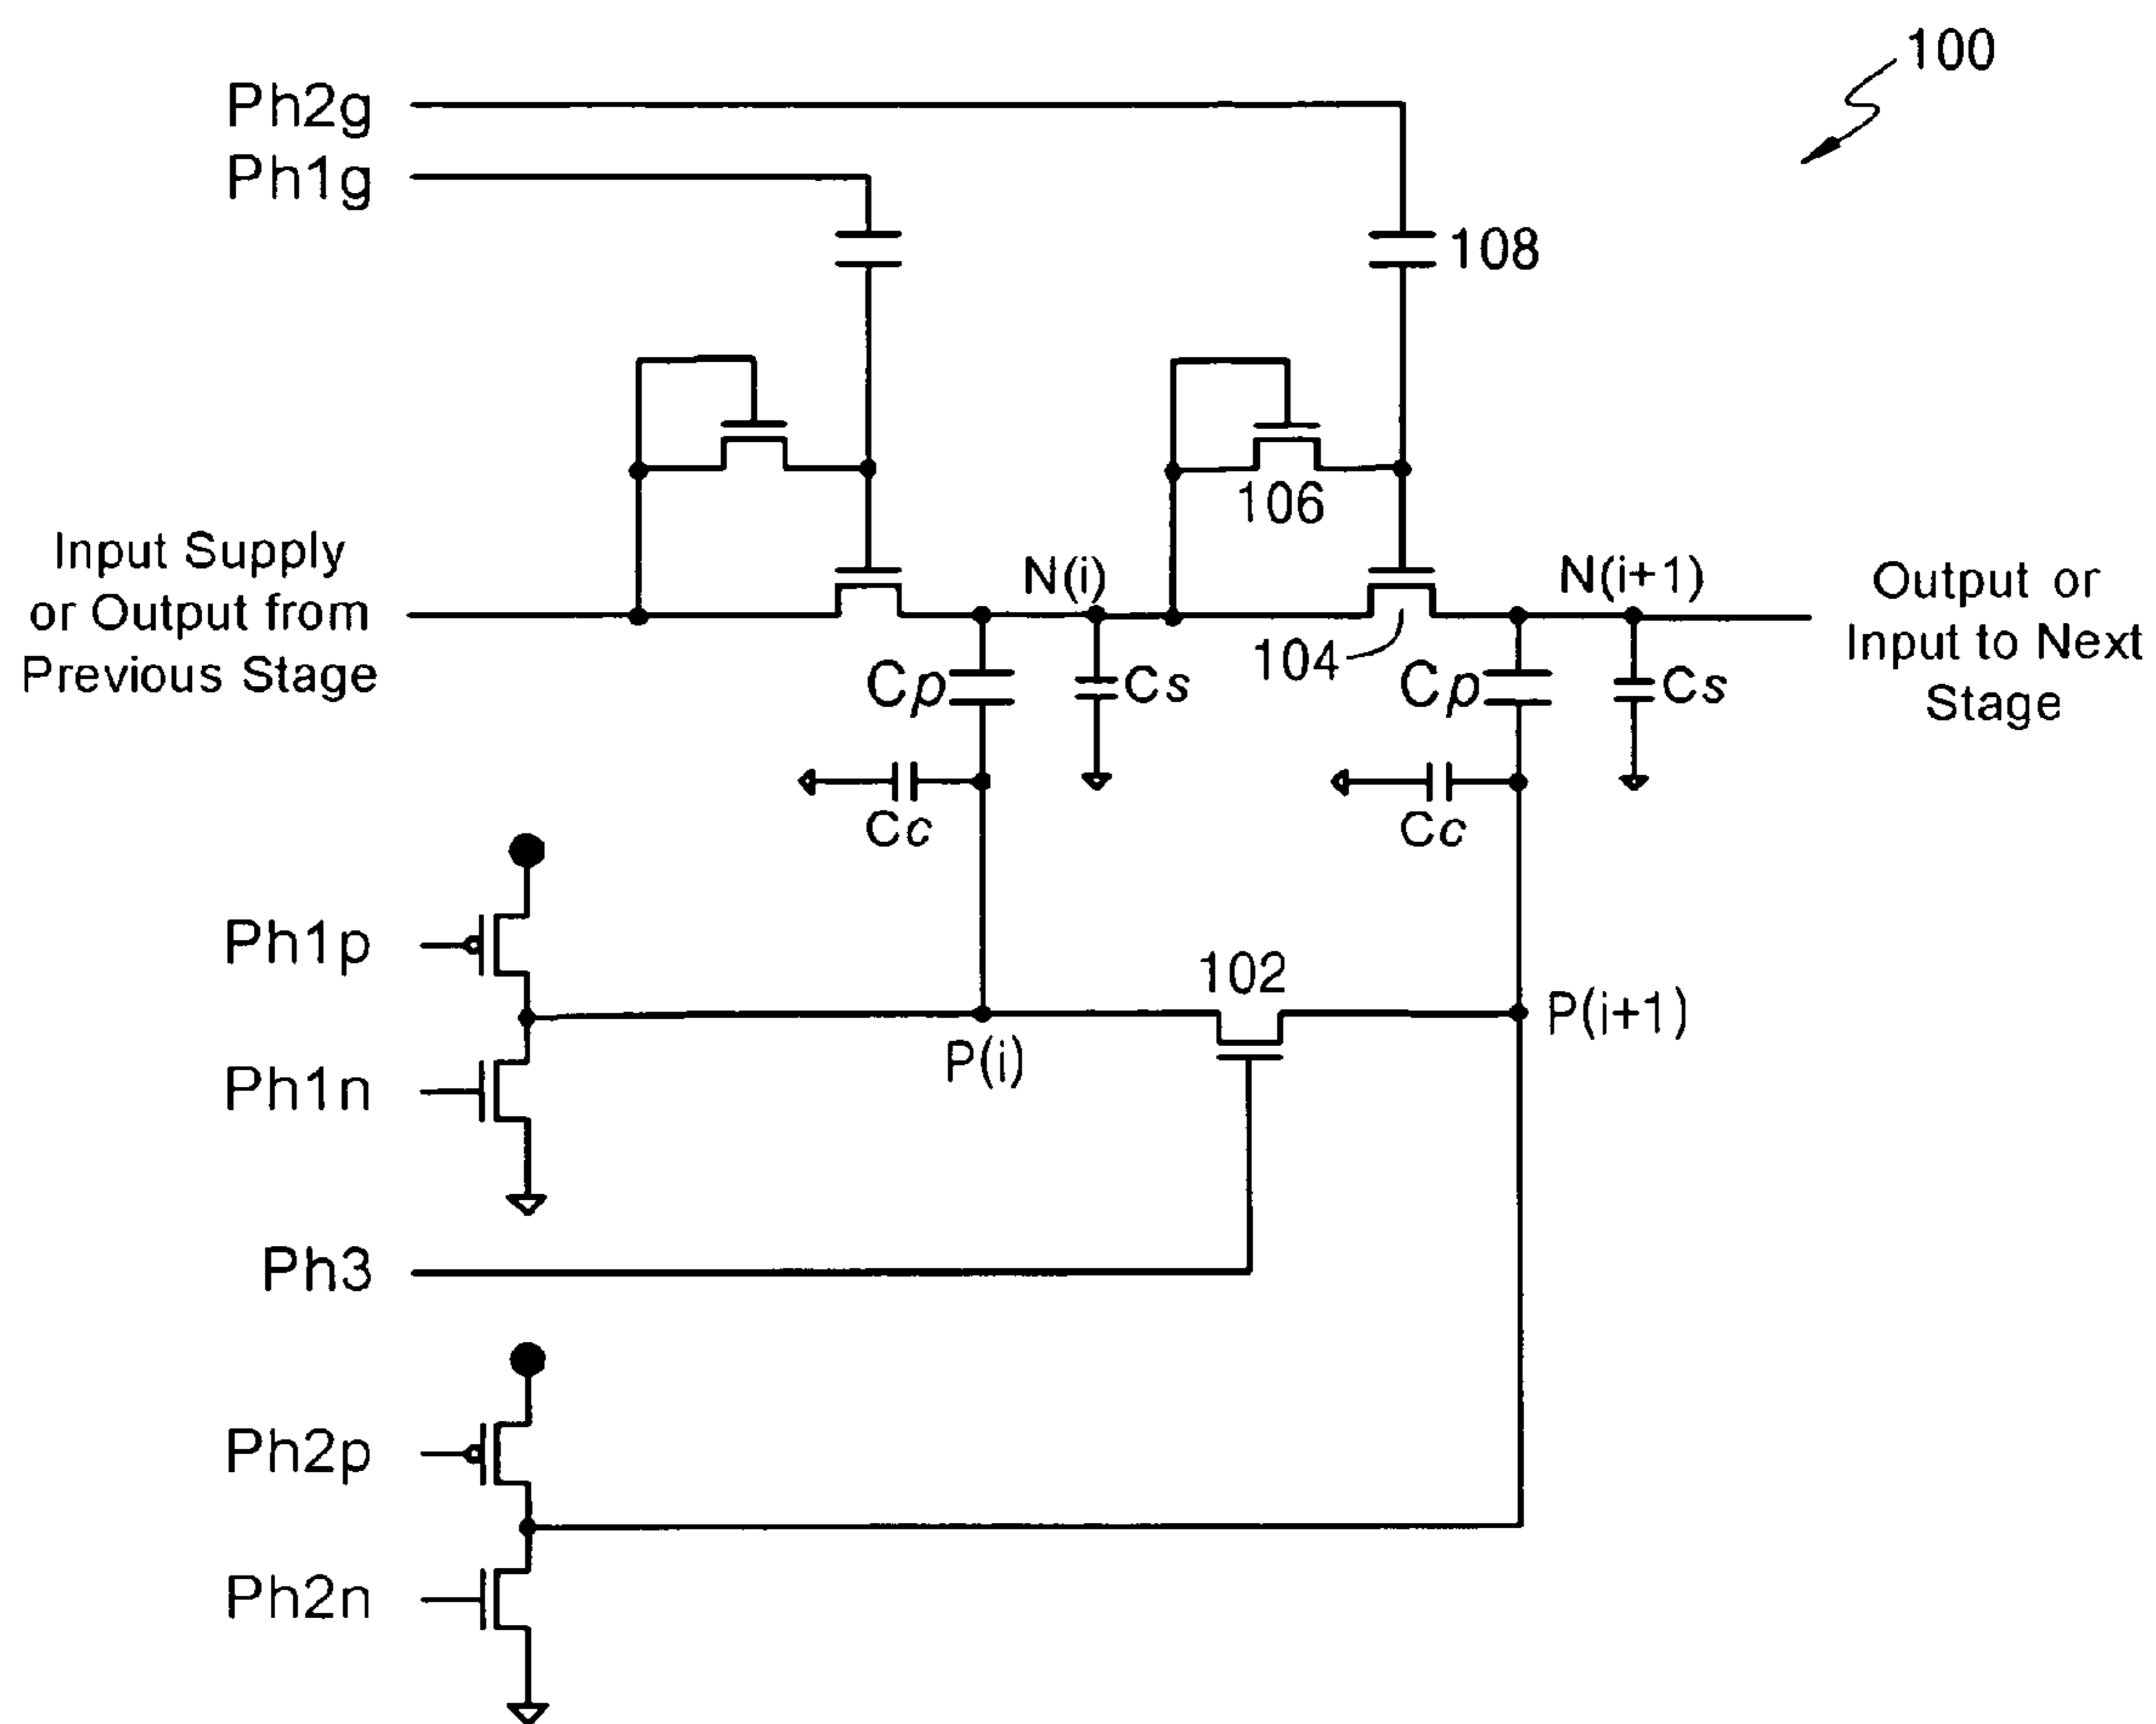 100
Ph2g
Ph1g
108
106
Input Supply
or Output from
Previous Stage
N(i)
N(i+1)
Output or
Input to Next
Stage
104
Cp
Cs
Cp
Cs
Cc
Cc
Ph1p
102
P(i)
P(i+1)
Ph1n
Ph3
Ph2p
Ph2n